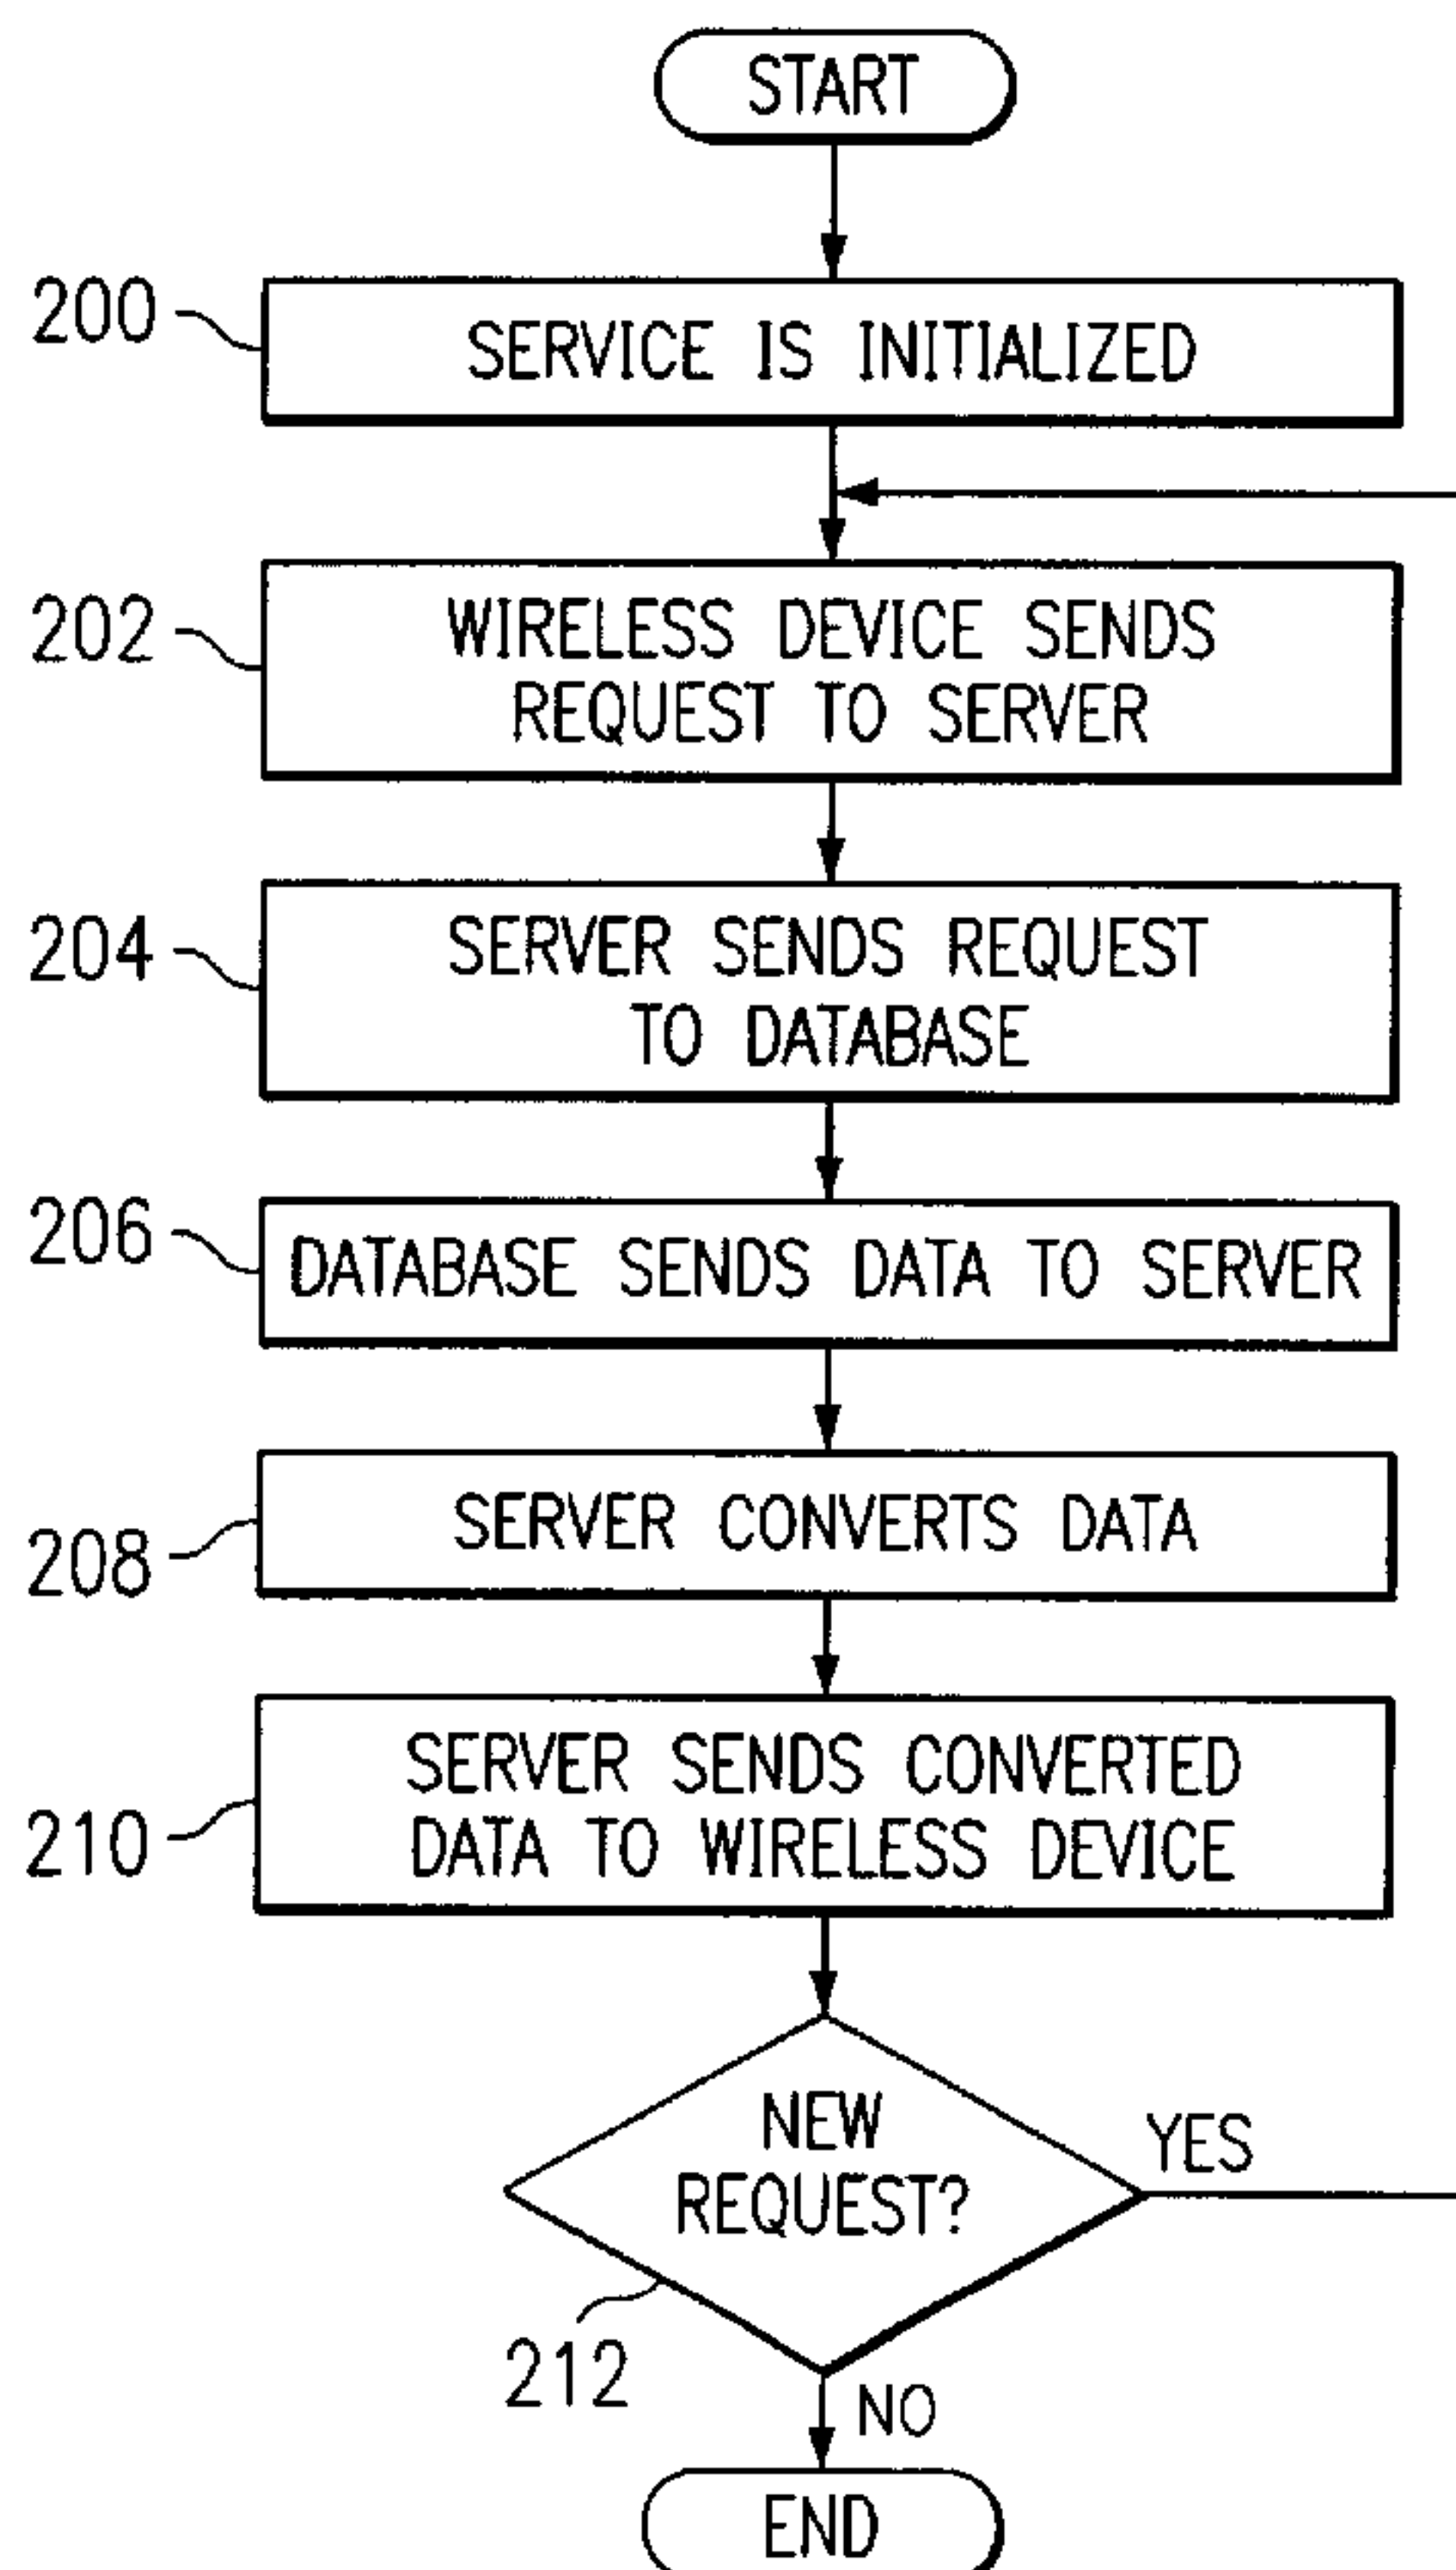 START
200
SERVICE IS INITIALIZED
202
WIRELESS DEVICE SENDS
REQUEST TO SERVER
204
SERVER SENDS REQUEST
TO DATABASE
206
DATABASE SENDS DATA TO SERVER
208
SERVER CONVERTS DATA
210
SERVER SENDS CONVERTED
DATA TO WIRELESS DEVICE
NEW
REQUEST?
YES
212
NO
END